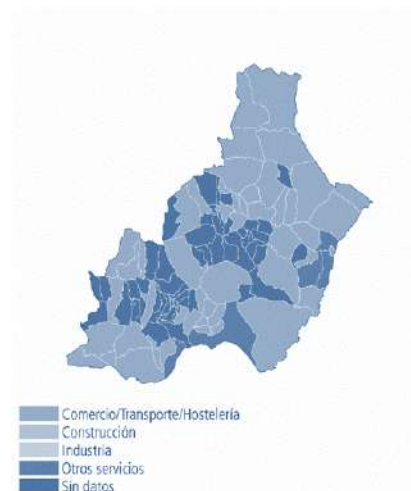 Comercio/Transporte/Hostelería
Construcción
Industria
Otros servicios
Sin datos